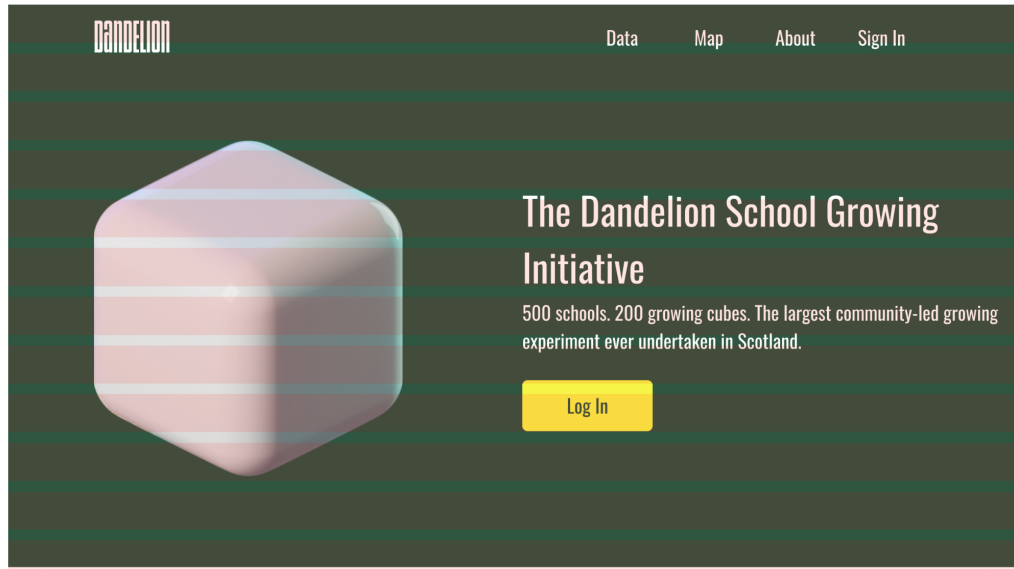 DANDELION
Data Map About Sign In
The Dandelion School Growing
Initiative
500 schools. 200 growing cubes. The largest community-led growing
experiment ever undertaken in Scotland.
Log In